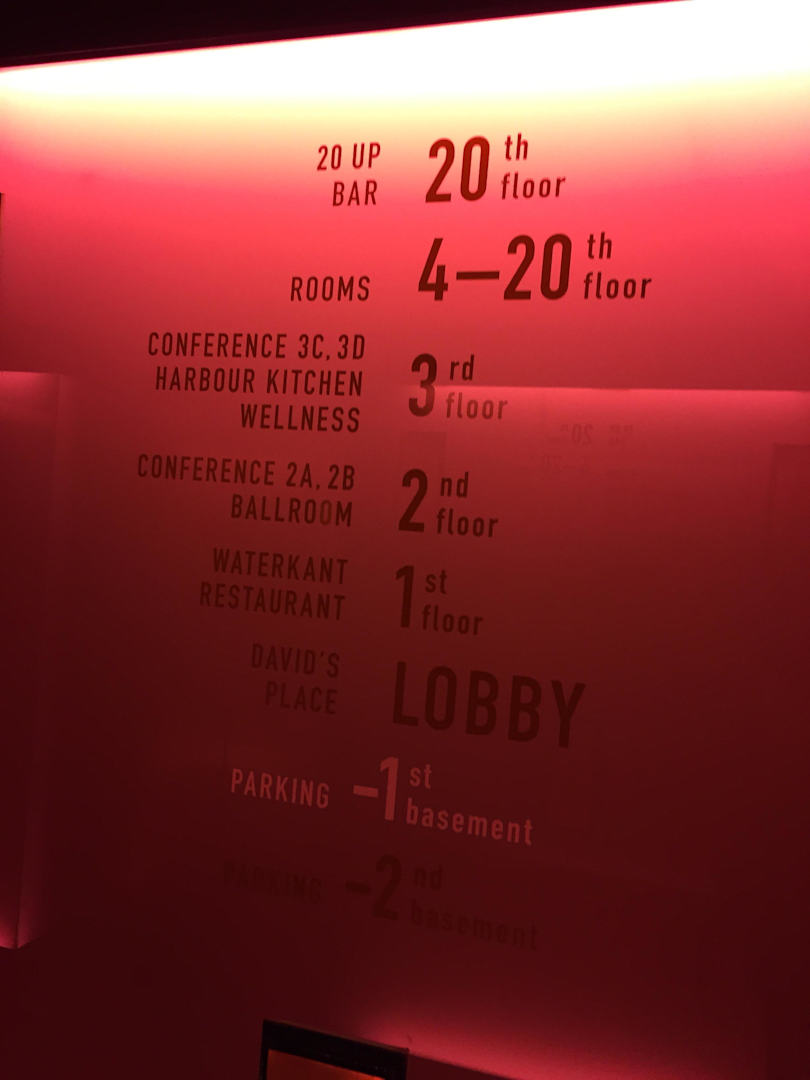 20 UP
BAR
20th floor
ROOMS
4–20th floor
CONFERENCE 3C, 3D
HARBOUR KITCHEN
WELLNESS
3rd floor
CONFERENCE 2A, 2B
BALLROOM
2nd floor
WATERKANT
RESTAURANT
1st floor
DAVID'S
PLACE
LOBBY
PARKING
–1st basement
PARKING
–2nd basement